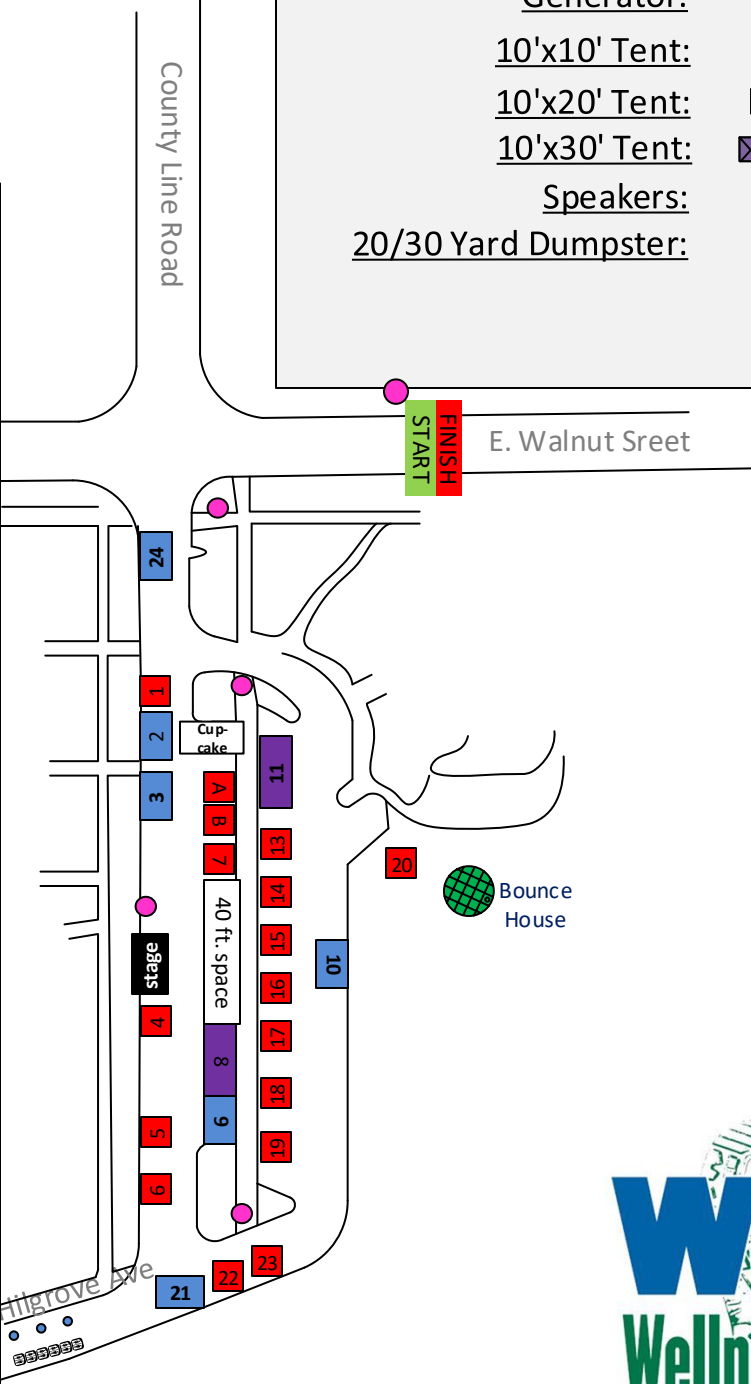 Generator:
10'x10' Tent:
10'x20' Tent:
10'x30' Tent:
Speakers:
20/30 Yard Dumpster:
County Line Road
START
FINISH
E. Walnut Sreet
24
1
2
Cup-
cake
3
A
11
B
13
7
20
14
Bounce
House
40 ft. space
15
stage
10
16
4
17
8
18
9
5
19
6
23
22
21
Hilgrove Ave
W
Welln